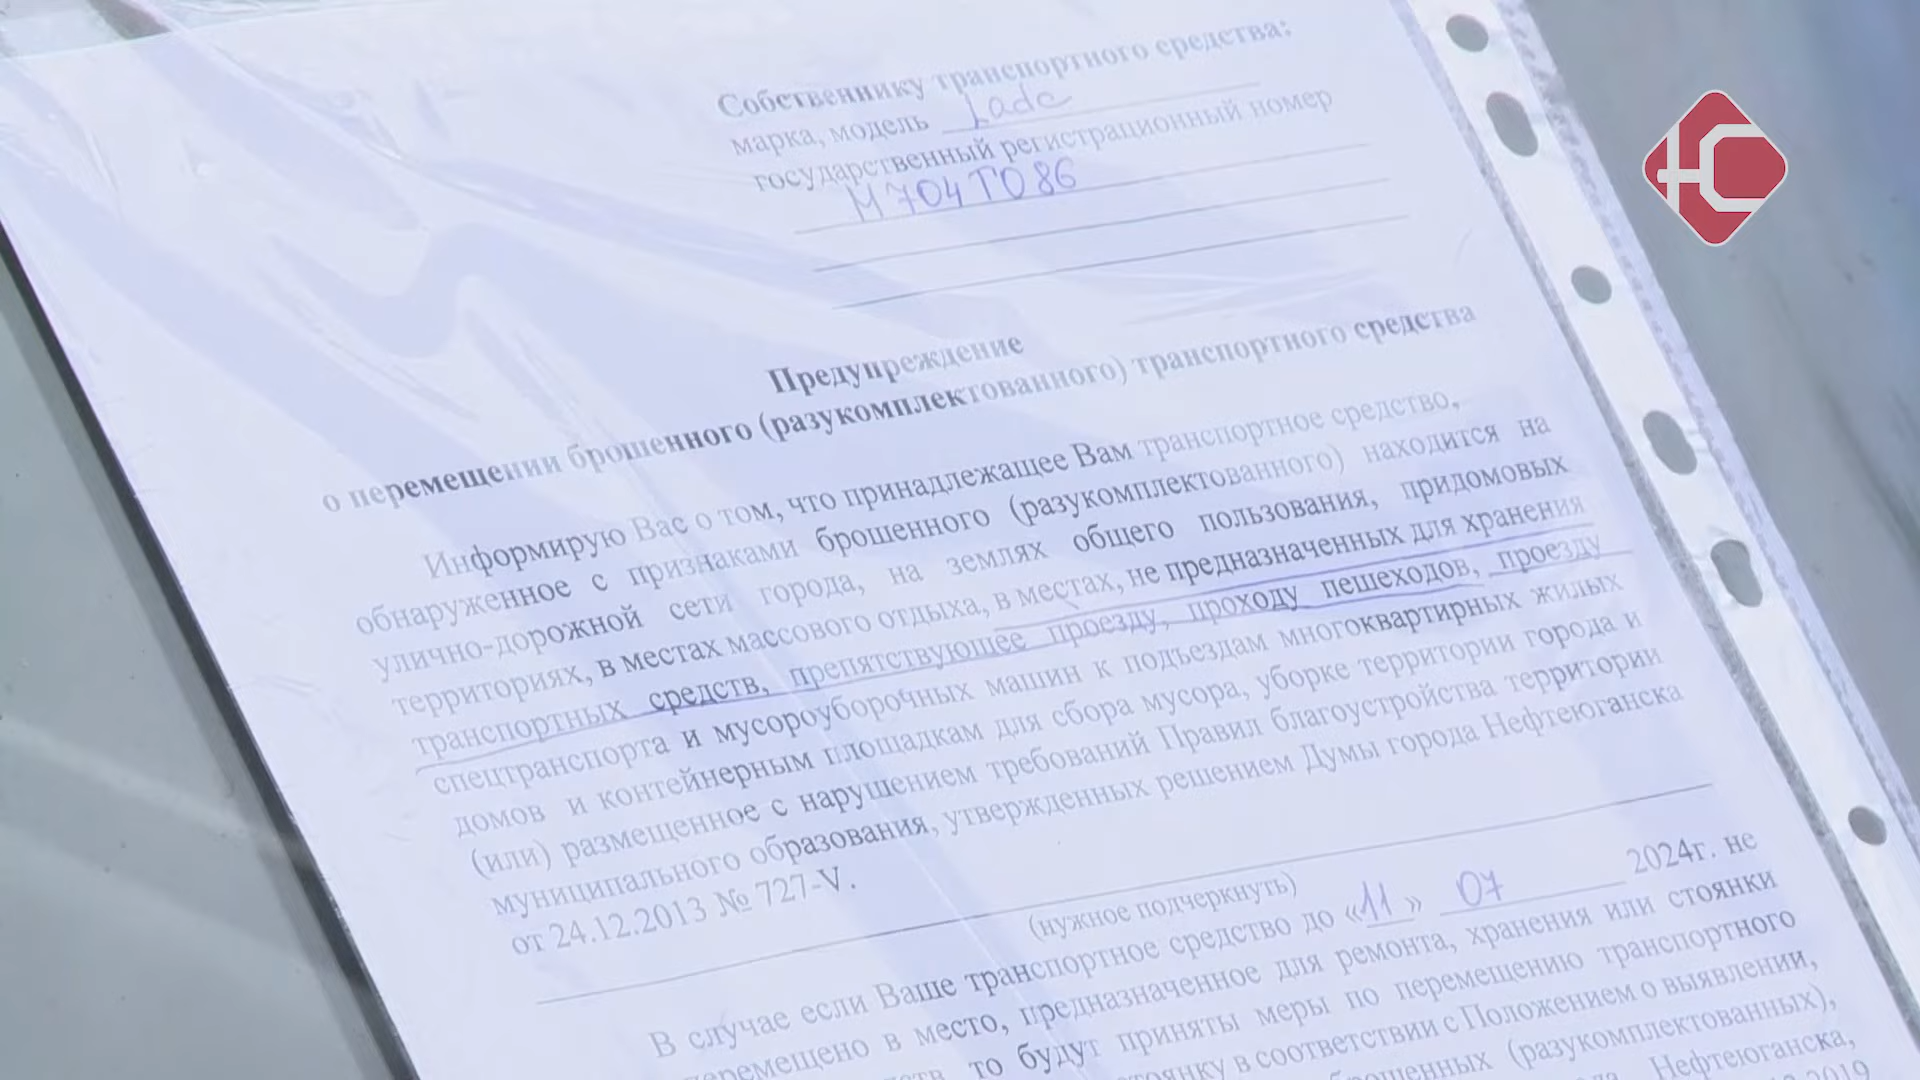 Собственнику транспортного средства:
марка, модель Lada
государственный регистрационный номер
М 704 ТО 86
Предупреждение
о перемещении брошенного (разукомплектованного) транспортного средства
Информирую Вас о том, что принадлежащее Вам транспортное средство,
обнаруженное с признаками брошенного (разукомплектованного) находится на
улично-дорожной сети города, на землях общего пользования, придомовых
территориях, в местах массового отдыха, в местах, не предназначенных для хранения
транспортных средств, препятствующее проезду, проходу пешеходов, проезду
спецтранспорта и мусороуборочных машин к подъездам многоквартирных жилых
домов и контейнерным площадкам для сбора мусора, уборке территории города и
(или) размещенное с нарушением требований Правил благоустройства территории
муниципального образования, утвержденных решением Думы города Нефтеюганска
от 24.12.2013 № 727-V.
(нужное подчеркнуть)
В случае если Ваше транспортное средство до «11» 07 2024г. не
перемещено в место, предназначенное для ремонта, хранения или стоянки
то будут приняты меры по перемещению транспортного
стоянку в соответствии с Положением о выявлении,
брошенных (разукомплектованных),
Нефтеюганска,
2019